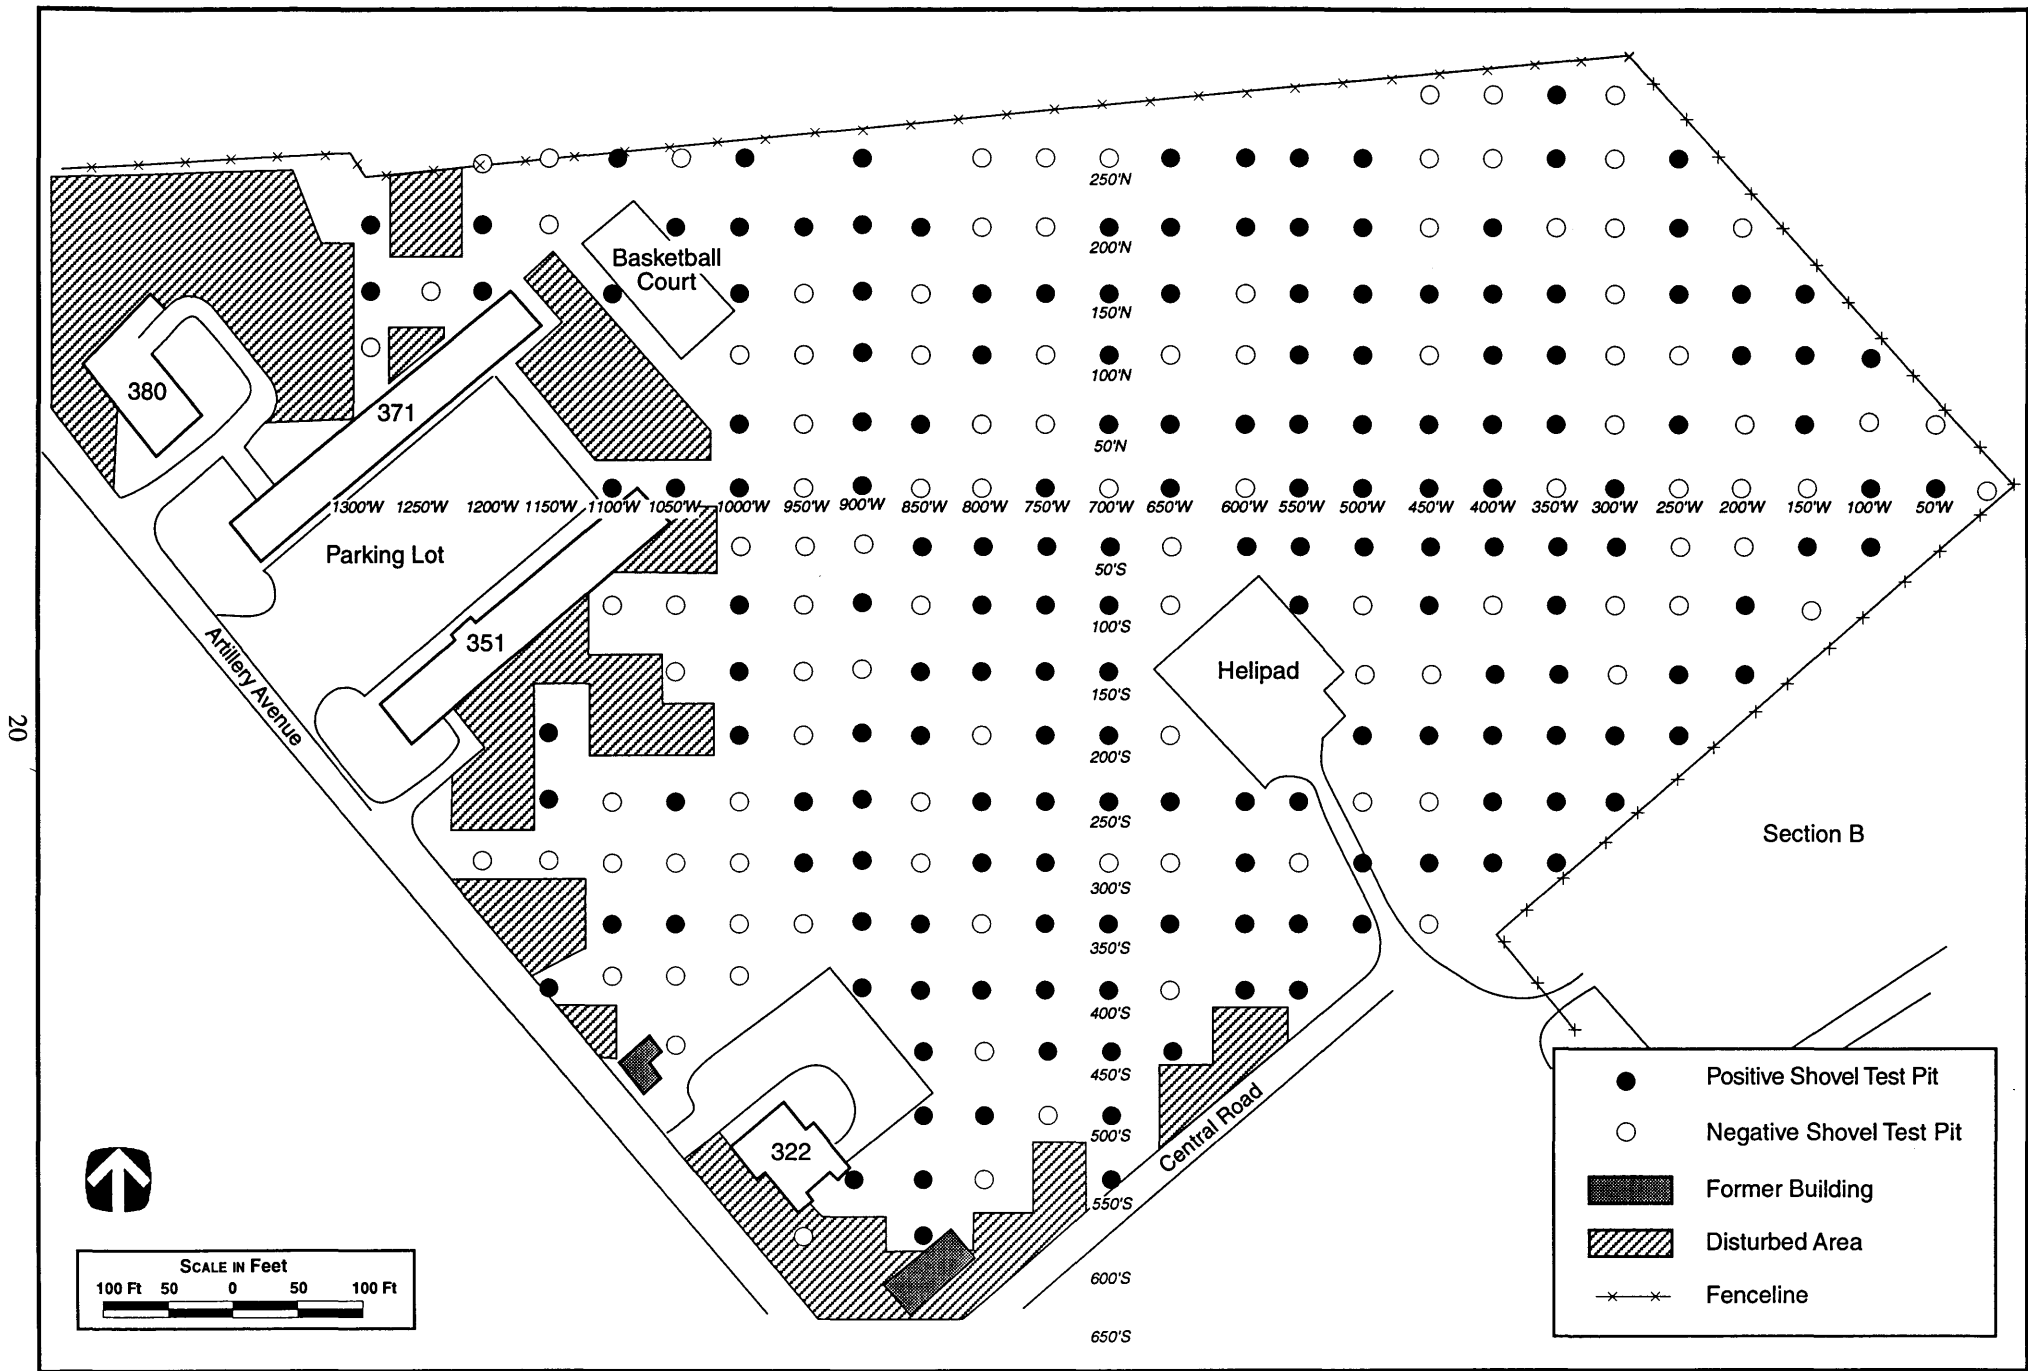 250'N
200'N
Basketball
Court
150'N
100'N
380
371
50'N
1300'W 1250'W 1200'W 1150'W 1100'W 1050'W 1000'W 950'W 900'W 850'W 800'W 750'W 700'W 650'W 600'W 550'W 500'W 450'W 400'W 350'W 300'W 250'W 200'W 150'W 100'W 50'W
Parking Lot
50'S
100'S
351
Artillery Avenue
Helipad
150'S
20
200'S
250'S
Section B
300'S
350'S
400'S
450'S
Central Road
500'S
322
550'S
600'S
650'S
SCALE IN Feet
100 Ft 50 0 50 100 Ft
Positive Shovel Test Pit
Negative Shovel Test Pit
Former Building
Disturbed Area
Fenceline